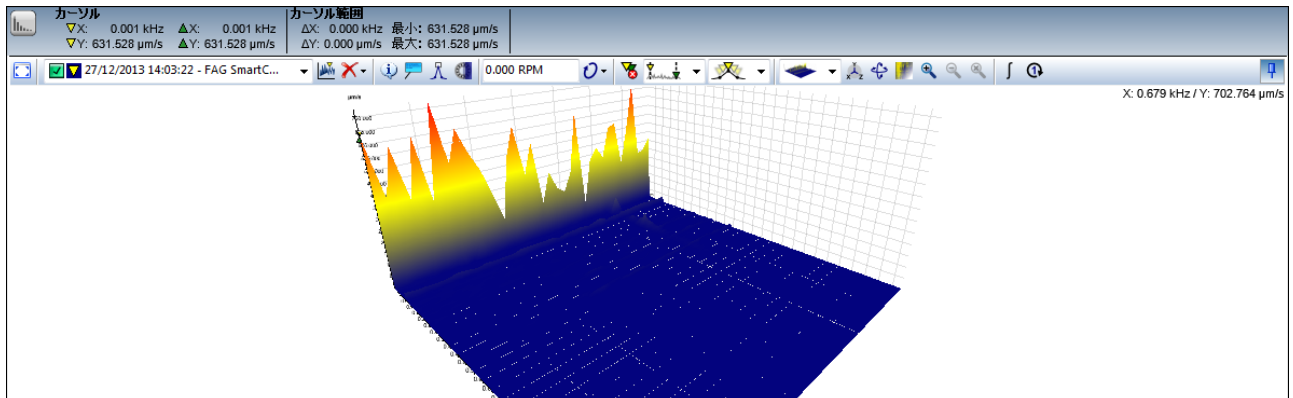 カーソル
▽X: 0.001 kHz △X: 0.001 kHz
▽Y: 631.528 µm/s △Y: 631.528 µm/s
カーソル範囲
ΔX: 0.000 kHz 最小: 631.528 µm/s
ΔY: 0.000 µm/s 最大: 631.528 µm/s
27/12/2013 14:03:22 - FAG SmartC...
0.000 RPM
X: 0.679 kHz / Y: 702.764 µm/s
µm/s